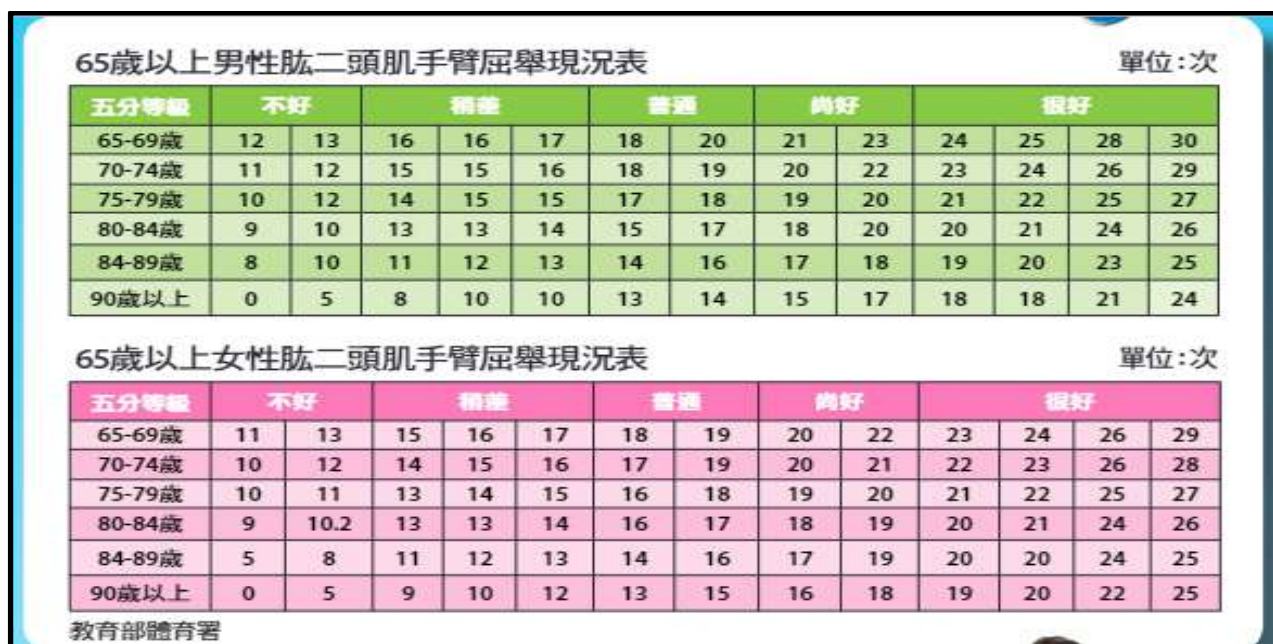 65歲以上男性肱二頭肌手臂屈舉現況表 單位:次
五分等級 不好 稍差 普通 尚好 很好
65-69歲 12 13 16 16 17 18 20 21 23 24 25 28 30
70-74歲 11 12 15 15 16 18 19 20 22 23 24 26 29
75-79歲 10 12 14 15 15 17 18 19 20 21 22 25 27
80-84歲 9 10 13 13 14 15 17 18 20 20 21 24 26
84-89歲 8 10 11 12 13 14 16 17 18 19 20 23 25
90歲以上 0 5 8 10 10 13 14 15 17 18 18 21 24
65歲以上女性肱二頭肌手臂屈舉現況表 單位:次
五分等級 不好 稍差 普通 尚好 很好
65-69歲 11 13 15 16 17 18 19 20 22 23 24 26 29
70-74歲 10 12 14 15 16 17 19 20 21 22 23 26 28
75-79歲 10 11 13 14 15 16 18 19 20 21 22 25 27
80-84歲 9 10.2 13 13 14 16 17 18 19 20 21 24 26
84-89歲 5 8 11 12 13 14 16 17 19 20 20 24 25
90歲以上 0 5 9 10 12 13 15 16 18 19 20 22 25
教育部體育署